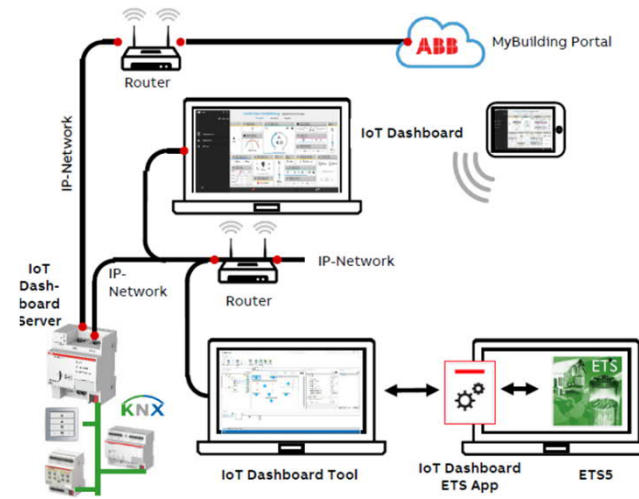 ABB
MyBuilding Portal
Router
IP-Network
IoT Dashboard
IoT
Dash-
board
Server
IP-
Network
IP-Network
Router
KNX
ETS
IoT Dashboard Tool
IoT Dashboard
ETS App
ETS5